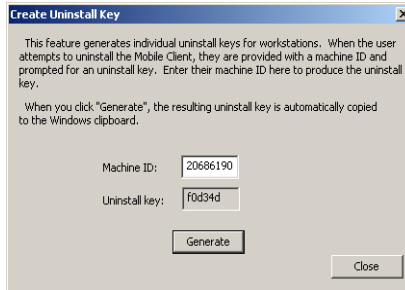 Create Uninstall Key
This feature generates individual uninstall keys for workstations. When the user
attempts to uninstall the Mobile Client, they are provided with a machine ID and
prompted for an uninstall key. Enter their machine ID here to produce the uninstall
key.
When you click "Generate", the resulting uninstall key is automatically copied
to the Windows clipboard.
Machine ID: 20686190
Uninstall key: f0d34d
Generate
Close